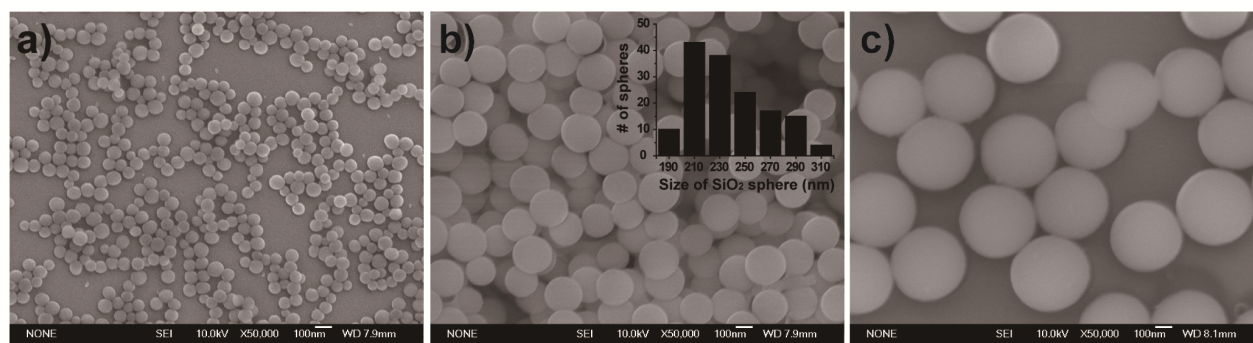 a)
NONE SEI 10.0kV X50,000 100nm WD 7.9mm
b)
50
40
30
20
10
0
# of spheres
190 210 230 250 270 290 310
Size of SiO₂ sphere (nm)
NONE SEI 10.0kV X50,000 100nm WD 7.9mm
c)
NONE SEI 10.0kV X50,000 100nm WD 8.1mm